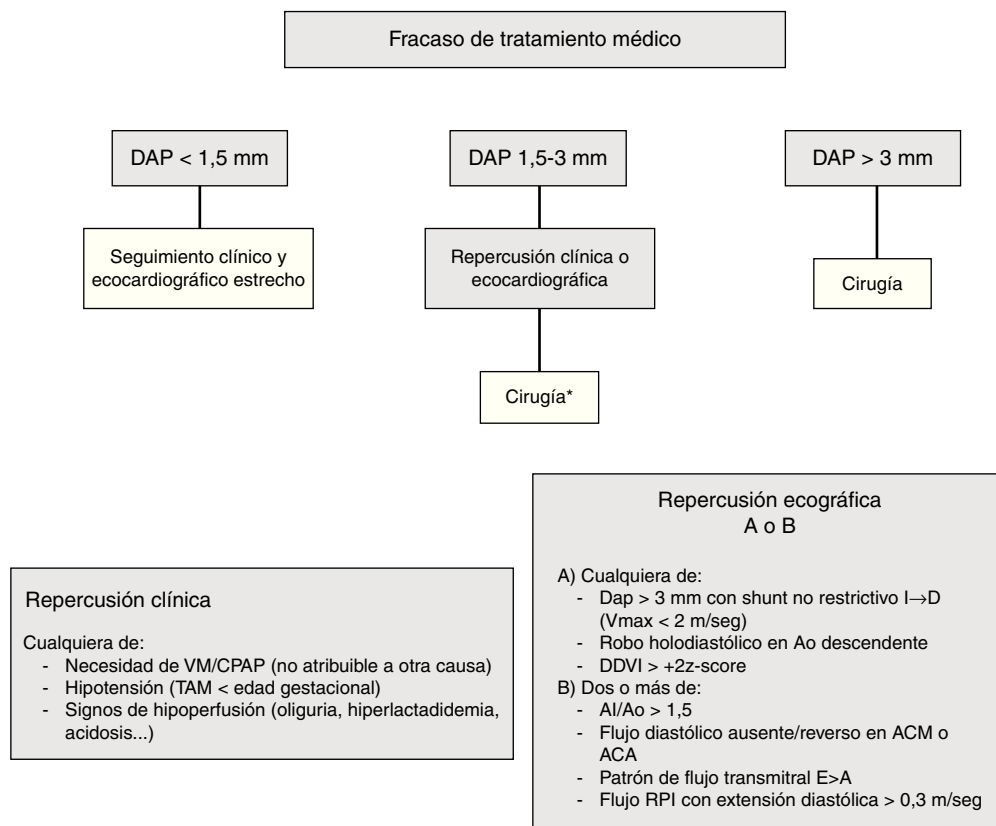 Fracaso de tratamiento médico
DAP < 1,5 mm
DAP 1,5-3 mm
DAP > 3 mm
Seguimiento clínico y
ecocardiográfico estrecho
Repercusión clínica o
ecocardiográfica
Cirugía
Cirugía*
Repercusión clínica
Cualquiera de:
- Necesidad de VM/CPAP (no atribuible a otra causa)
- Hipotensión (TAM < edad gestacional)
- Signos de hipoperfusión (oliguria, hiperlactadidemia,
acidosis...)
Repercusión ecográfica
A o B
A) Cualquiera de:
- Dap > 3 mm con shunt no restrictivo I→D
(Vmax < 2 m/seg)
- Robo holodiastólico en Ao descendente
- DDVI > +2z-score
B) Dos o más de:
- AI/Ao > 1,5
- Flujo diastólico ausente/reverso en ACM o
ACA
- Patrón de flujo transmitral E>A
- Flujo RPI con extensión diastólica > 0,3 m/seg